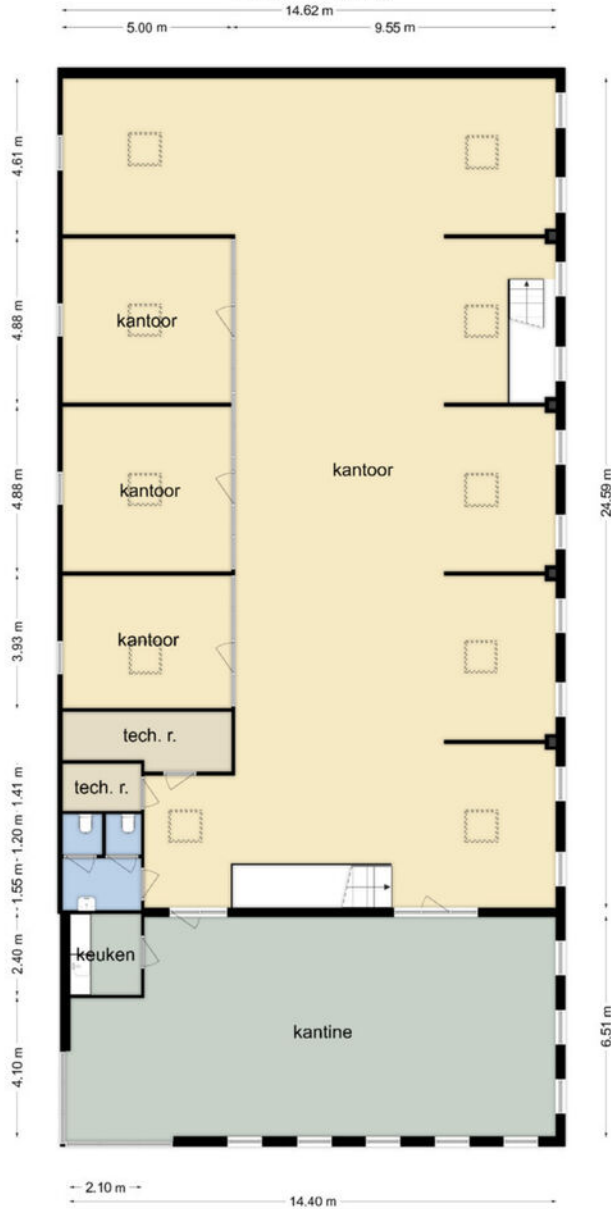 14.62 m
5.00 m
9.55 m
4.61 m
4.88 m
4.88 m
3.93 m
1.41 m
1.20 m
1.55 m
2.40 m
4.10 m
24.59 m
6.51 m
kantoor
kantoor
kantoor
kantoor
tech. r.
tech. r.
keuken
kantine
2.10 m
14.40 m